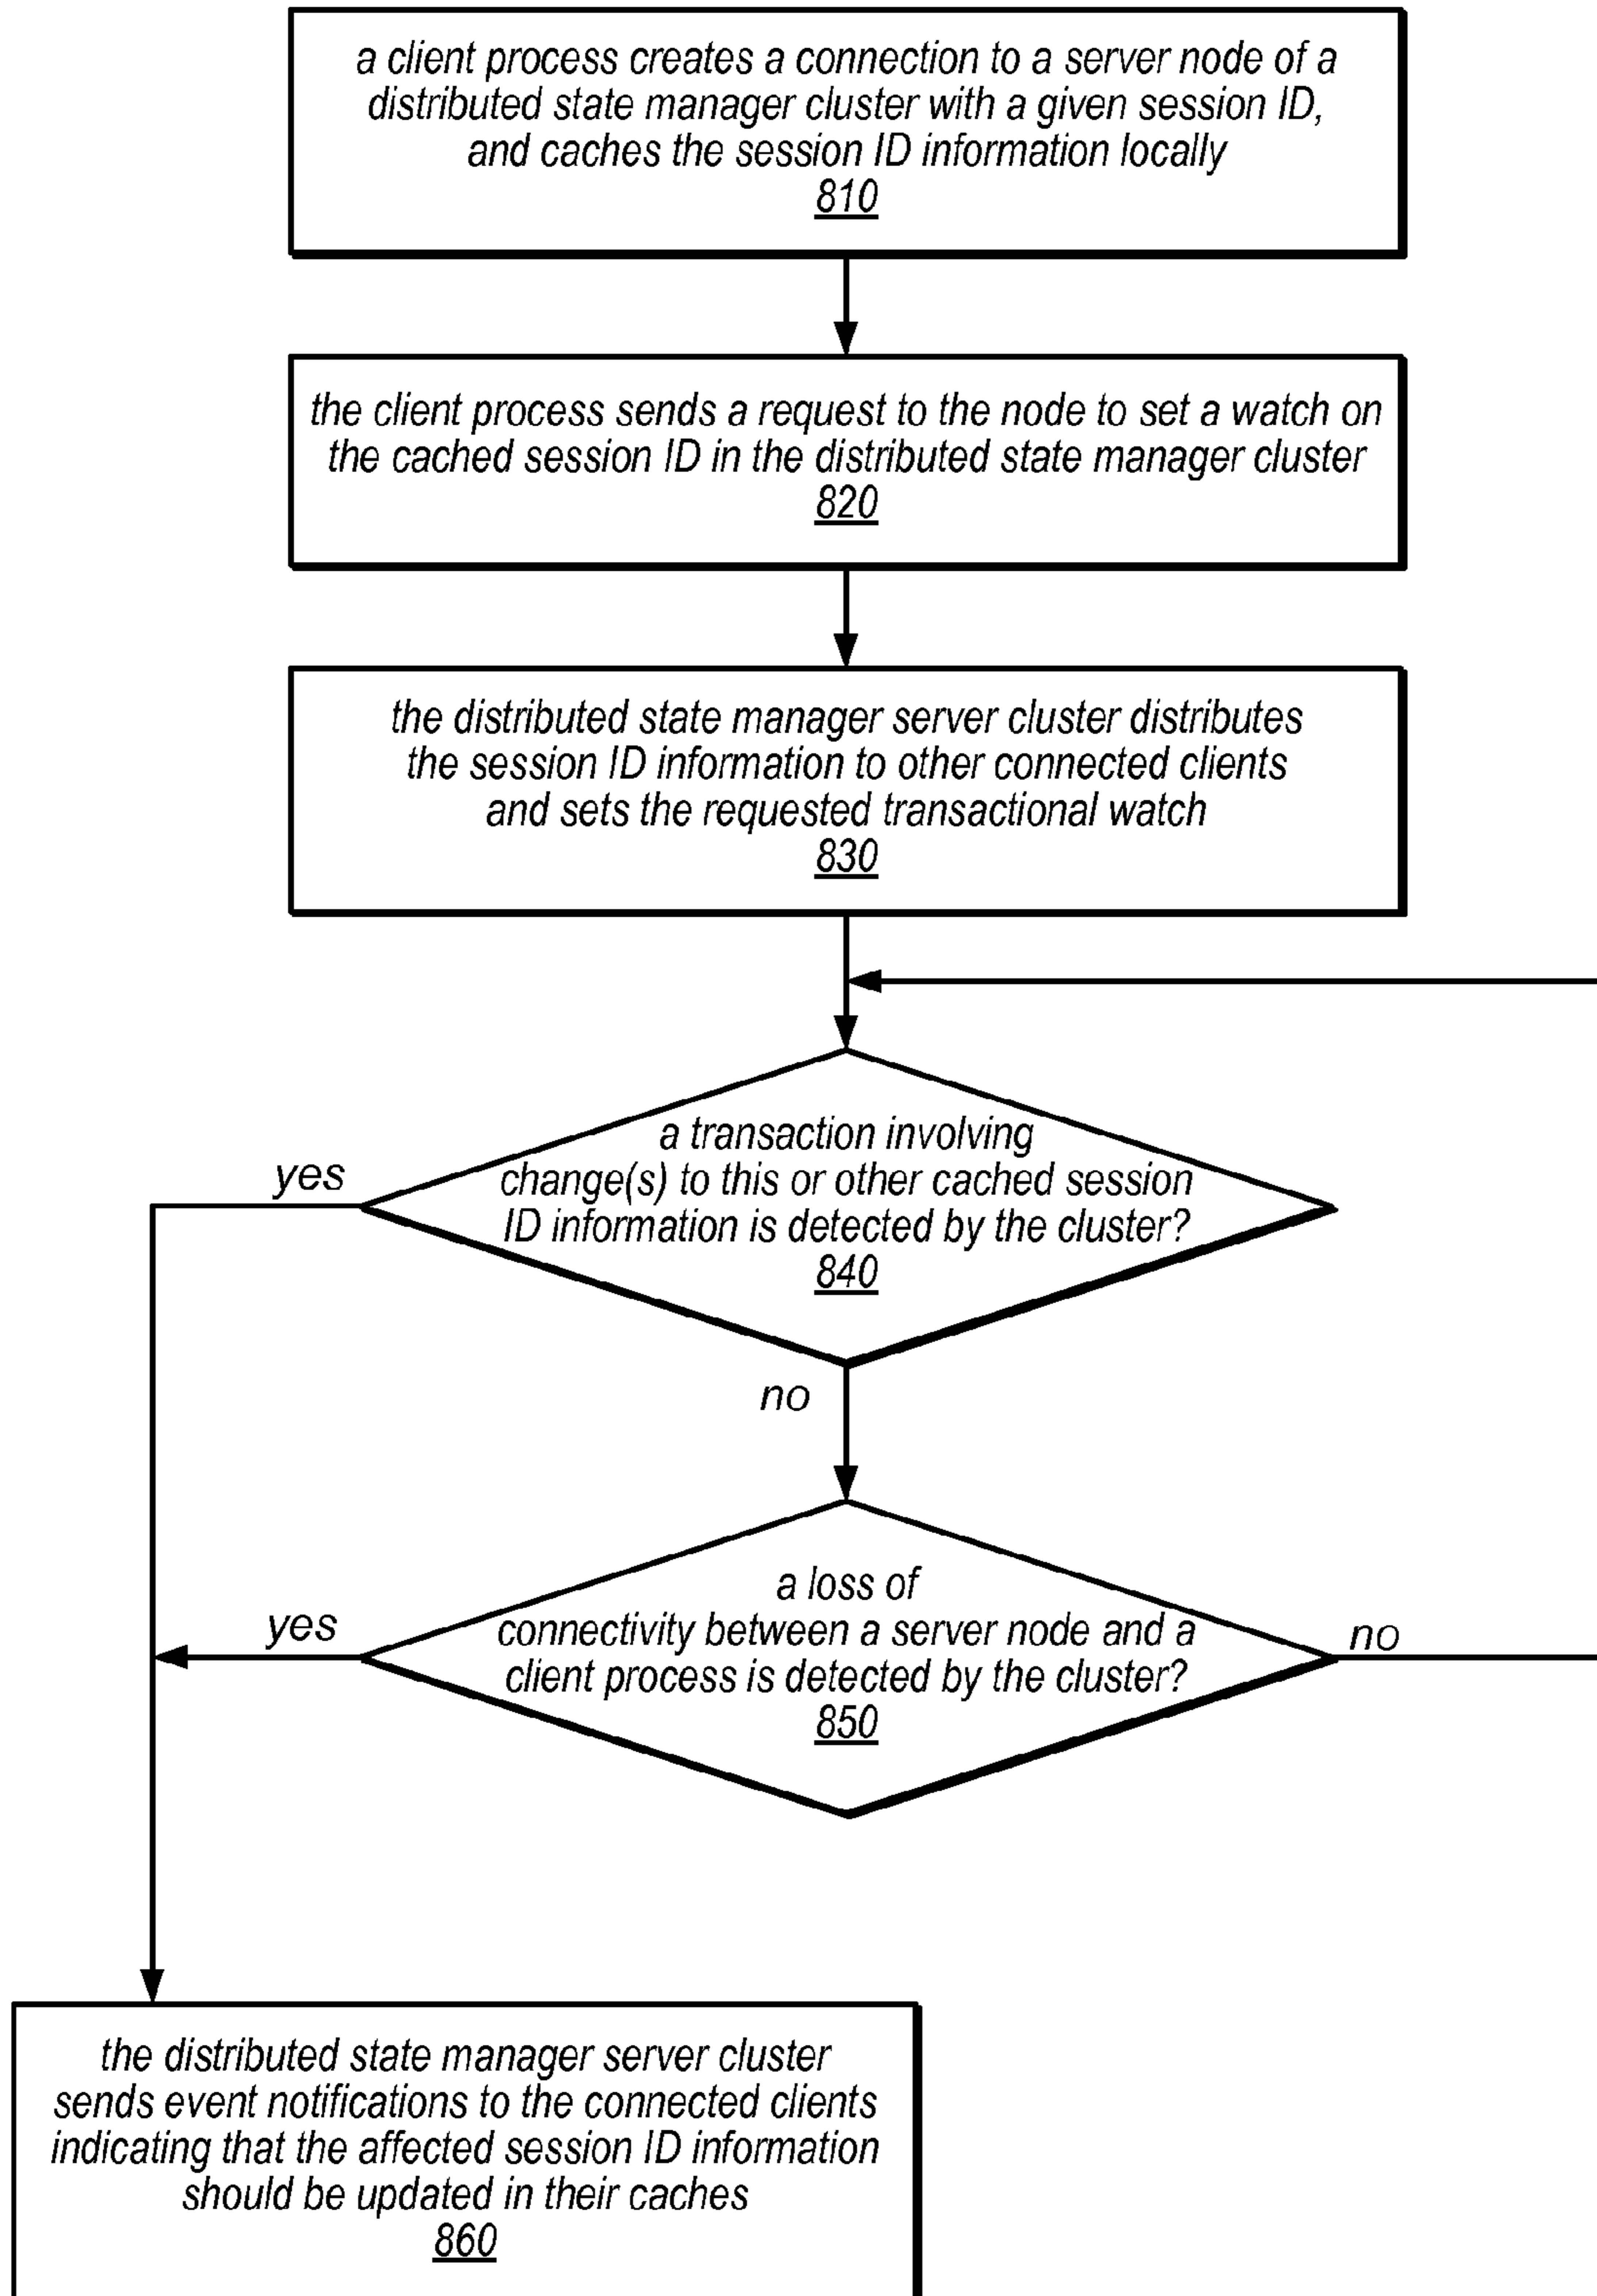 a client process creates a connection to a server node of a
distributed state manager cluster with a given session ID,
and caches the session ID information locally
810
the client process sends a request to the node to set a watch on
the cached session ID in the distributed state manager cluster
820
the distributed state manager server cluster distributes
the session ID information to other connected clients
and sets the requested transactional watch
830
a transaction involving
change(s) to this or other cached session
ID information is detected by the cluster?
840
yes
no
a loss of
connectivity between a server node and a
client process is detected by the cluster?
850
yes
no
the distributed state manager server cluster
sends event notifications to the connected clients
indicating that the affected session ID information
should be updated in their caches
860